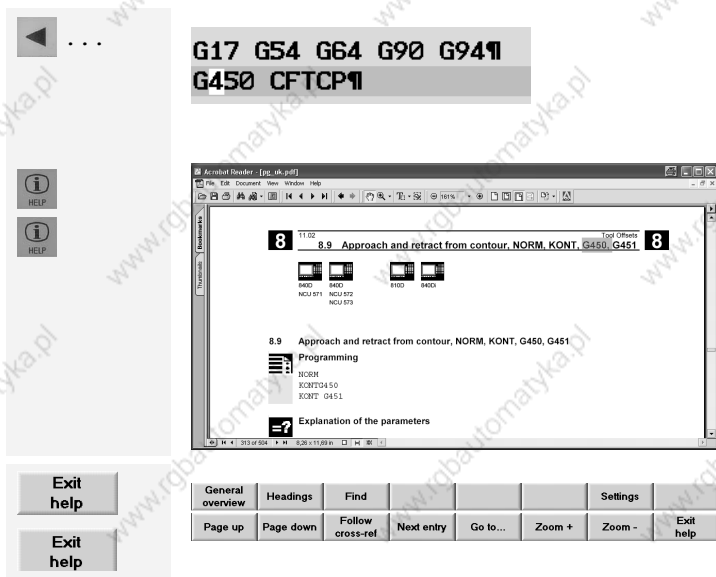 ...
G17 G54 G64 G90 G94¶
G450 CFTCP¶
HELP
HELP
Acrobat Reader - [pg_uk.pdf]
File Edit Document View Window Help
161%
Bookmarks
Thumbnails
8
11.02
Tool Offsets
8.9 Approach and retract from contour, NORM, KONT, G450, G451
8
840D
NCU 571
840D
NCU 572
NCU 573
810D
840Di
8.9 Approach and retract from contour, NORM, KONT, G450, G451
Programming
NORM
KONTG450
KONT G451
=?
Explanation of the parameters
313 of 504
8,26 x 11,69 in
Exit
help
Exit
help
General
overview
Headings
Find
Settings
Page up
Page down
Follow
cross-ref
Next entry
Go to...
Zoom +
Zoom -
Exit
help
www.rgbautomatyka.pl